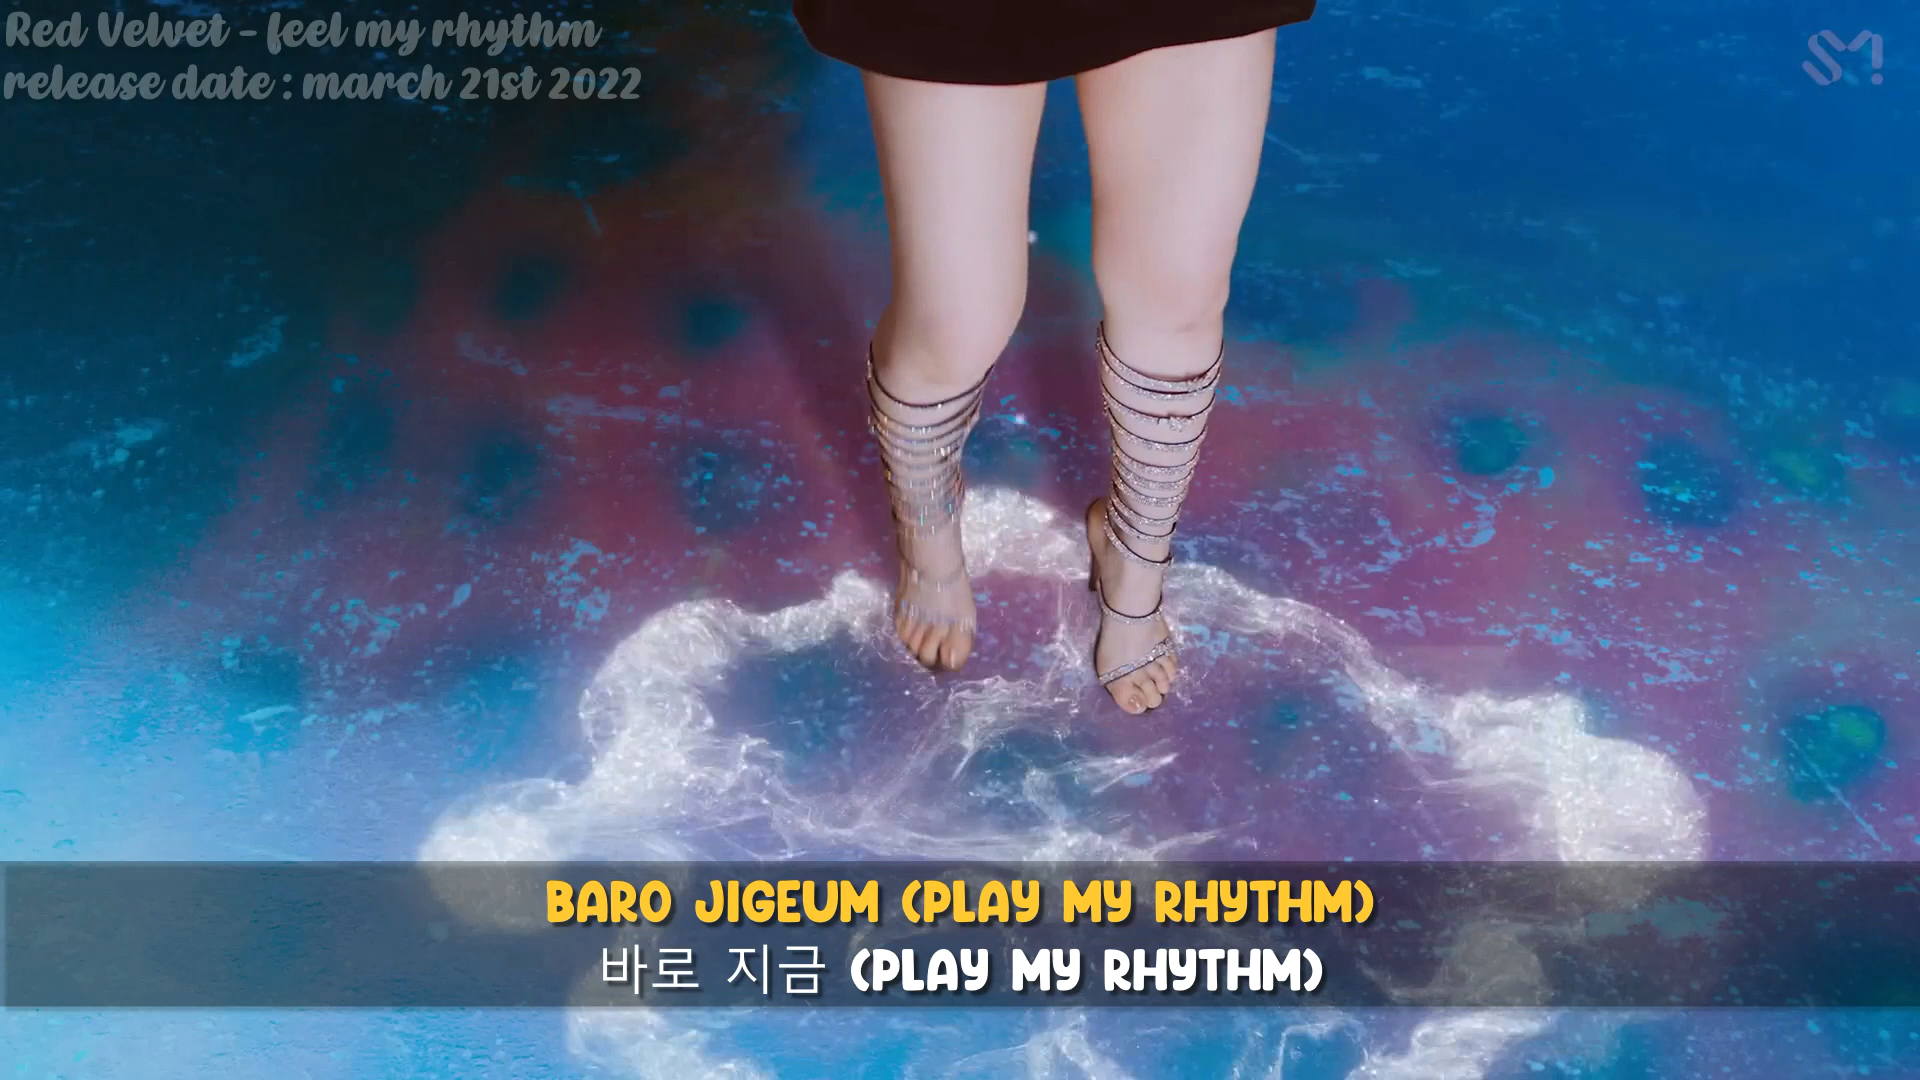 Red Velvet - feel my rhythm
release date : march 21st 2022
SM
BARO JIGEUM (PLAY MY RHYTHM)
바로 지금 (PLAY MY RHYTHM)